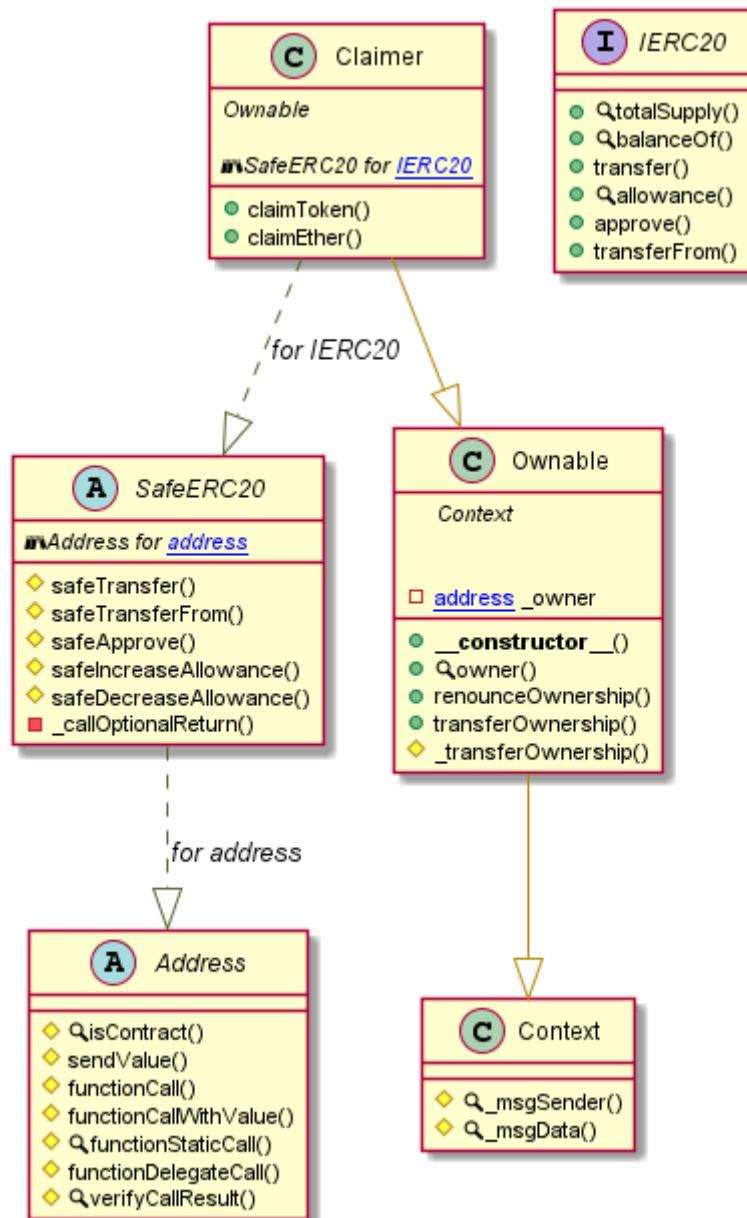 C Claimer
Ownable
SafeERC20 for IERC20
claimToken()
claimEther()
I IERC20
totalSupply()
balanceOf()
transfer()
allowance()
approve()
transferFrom()
for IERC20
A SafeERC20
Address for address
safeTransfer()
safeTransferFrom()
safeApprove()
safeIncreaseAllowance()
safeDecreaseAllowance()
_callOptionalReturn()
C Ownable
Context
address _owner
__constructor__()
owner()
renounceOwnership()
transferOwnership()
_transferOwnership()
for address
A Address
isContract()
sendValue()
functionCall()
functionCallWithValue()
functionStaticCall()
functionDelegateCall()
verifyCallResult()
C Context
_msgSender()
_msgData()